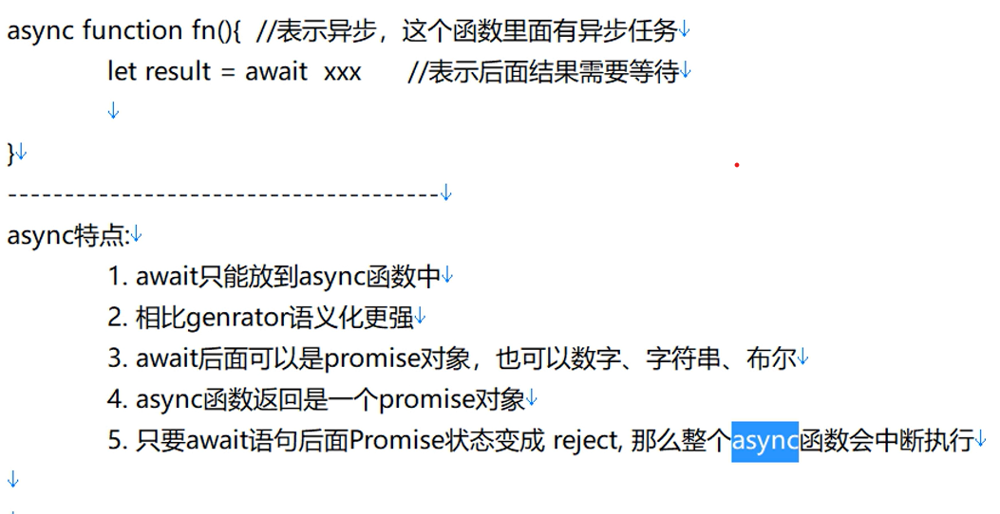 async function fn(){  //表示异步，这个函数里面有异步任务↓
let result = await  xxx      //表示后面结果需要等待↓
↓
}↓
--------------------------------------↓
async特点:↓
1. await只能放到async函数中↓
2. 相比genrator语义化更强↓
3. await后面可以是promise对象，也可以数字、字符串、布尔↓
4. async函数返回是一个promise对象↓
5. 只要await语句后面Promise状态变成 reject, 那么整个async函数会中断执行↓
↓